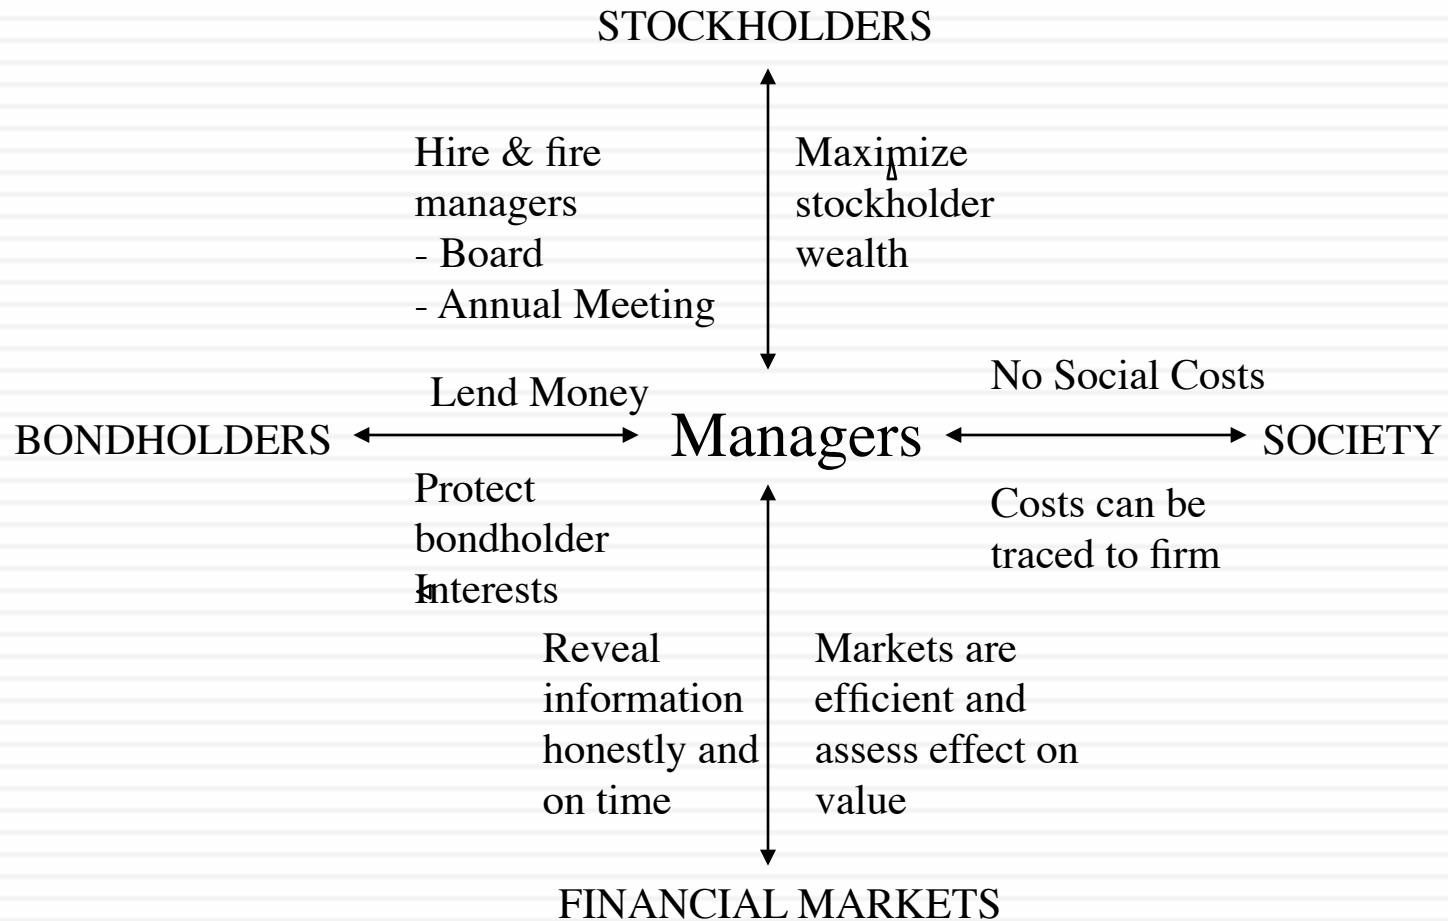 STOCKHOLDERS
Hire & fire
managers
- Board
- Annual Meeting
Maximize
stockholder
wealth
No Social Costs
Lend Money
BONDHOLDERS
Managers
SOCIETY
Protect
bondholder
Interests
Costs can be
traced to firm
Reveal
information
honestly and
on time
Markets are
efficient and
assess effect on
value
FINANCIAL MARKETS